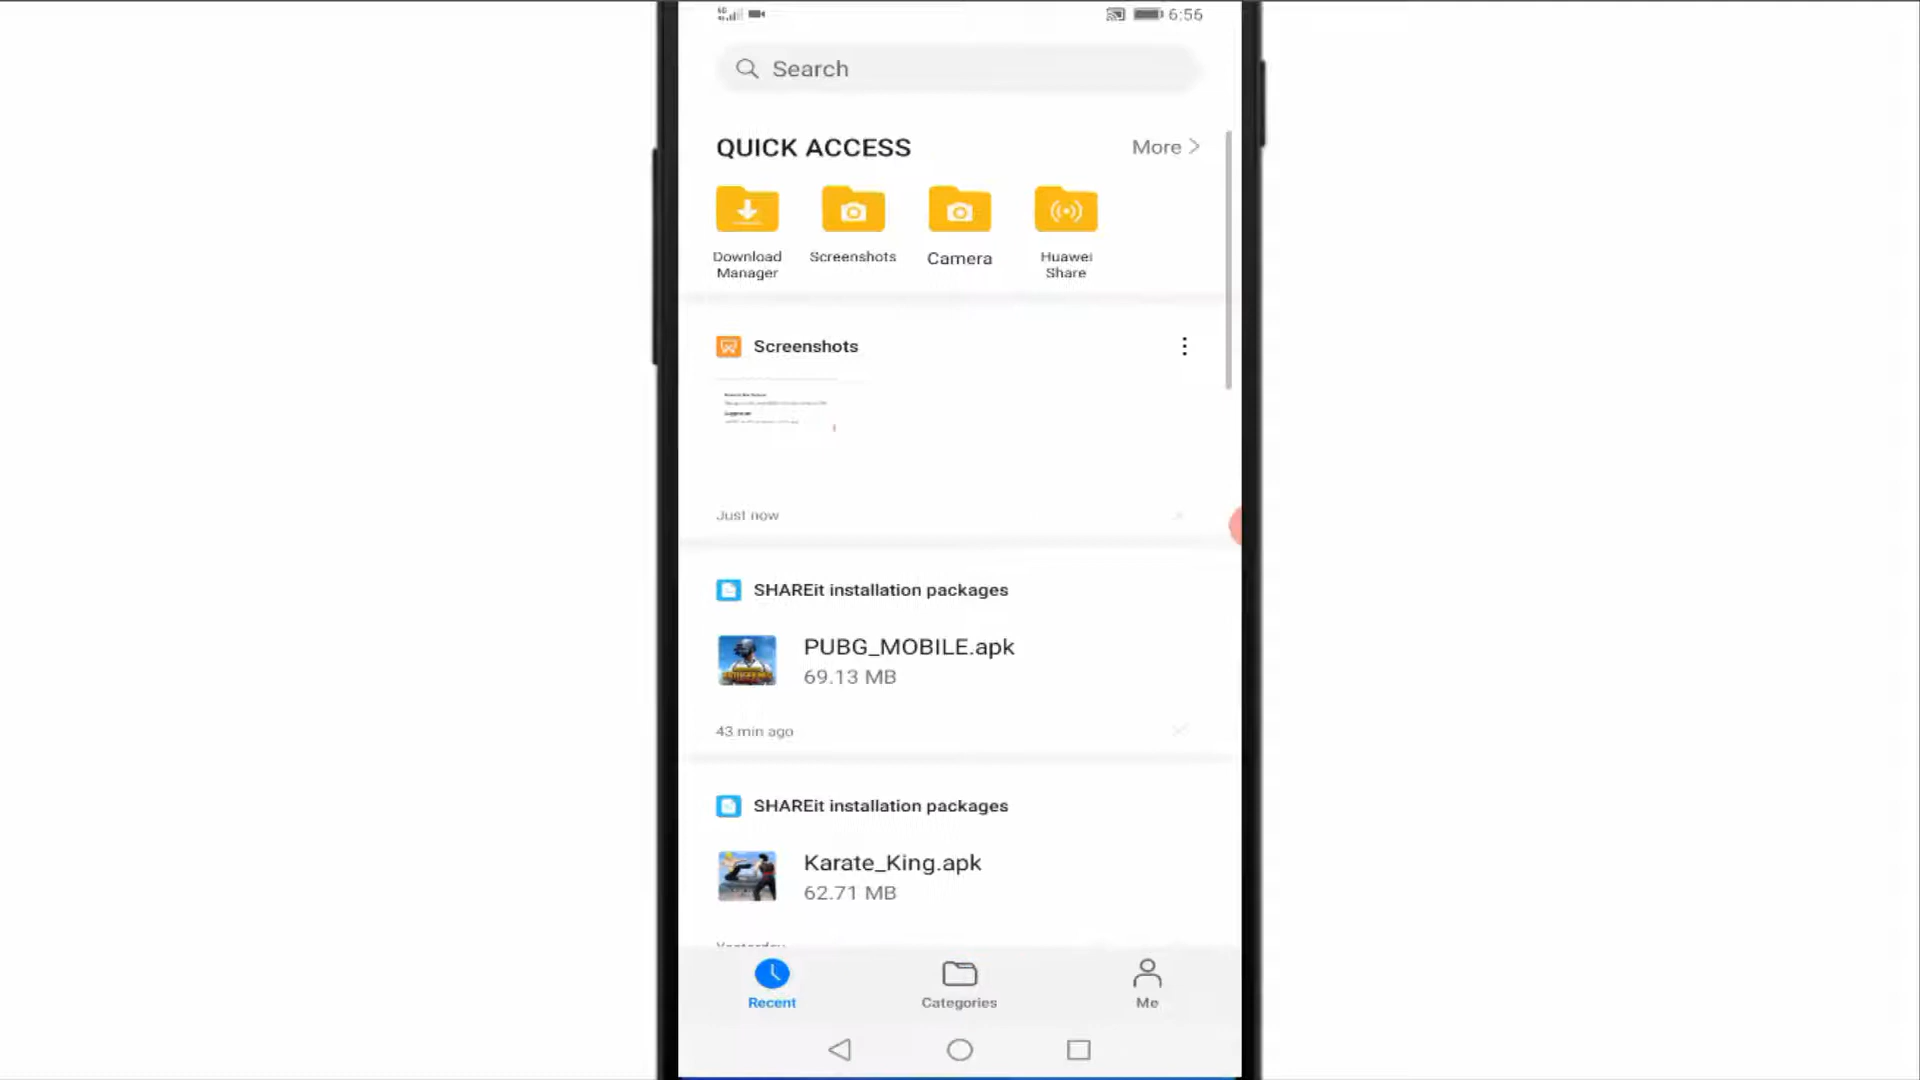 6:56
Search
QUICK ACCESS
More
Download
Manager
Screenshots
Camera
Huawei
Share
Screenshots
Just now
SHAREit installation packages
PUBG_MOBILE.apk
69.13 MB
43 min ago
SHAREit installation packages
Karate_King.apk
62.71 MB
Yesterday
Recent
Categories
Me